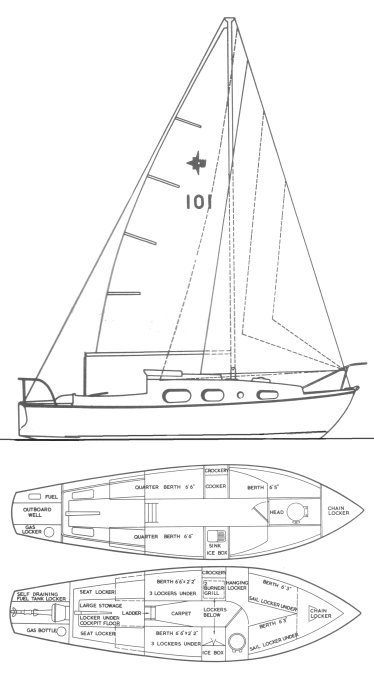 101
CROCKERY
FUEL
QUARTER BERTH 6'6"
COOKER
BERTH 6'5"
OUTBOARD
WELL
HEAD
CHAIN
LOCKER
GAS
LOCKER
QUARTER BERTH 6'6"
SINK
ICE BOX
CROCKERY
SELF DRAINING
FUEL TANK LOCKER
SEAT LOCKER
BERTH 6'6"x2'2"
3 LOCKERS UNDER
2
BURNER
GRILL
HANGING
LOCKER
BERTH 6'3"
SAIL LOCKER UNDER
LARGE STOWAGE
LADDER
CARPET
LOCKERS
BELOW
CHAIN
LOCKER
LOCKER UNDER
COCKPIT FLOOR
GAS BOTTLE
SEAT LOCKER
BERTH 6'6"x2'2"
3 LOCKERS UNDER
ICE BOX
BERTH 6'3"
SAIL LOCKER UNDER